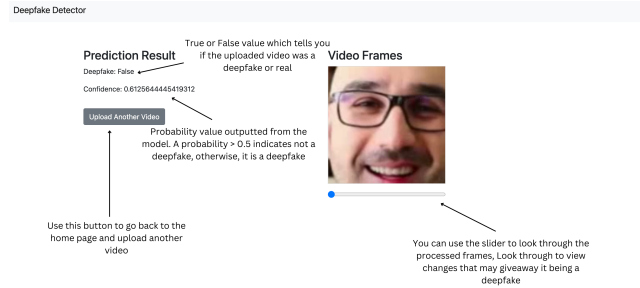 Deepfake Detector
Prediction Result
Deepfake: False
Confidence: 0.6125644445419312
Upload Another Video
True or False value which tells you
if the uploaded video was a
deepfake or real
Video Frames
Probability value outputted from the
model. A probability > 0.5 indicates not a
deepfake, otherwise, it is a deepfake
Use this button to go back to the
home page and upload another
video
You can use the slider to look through the
processed frames, Look through to view
changes that may giveaway it being a
deepfake